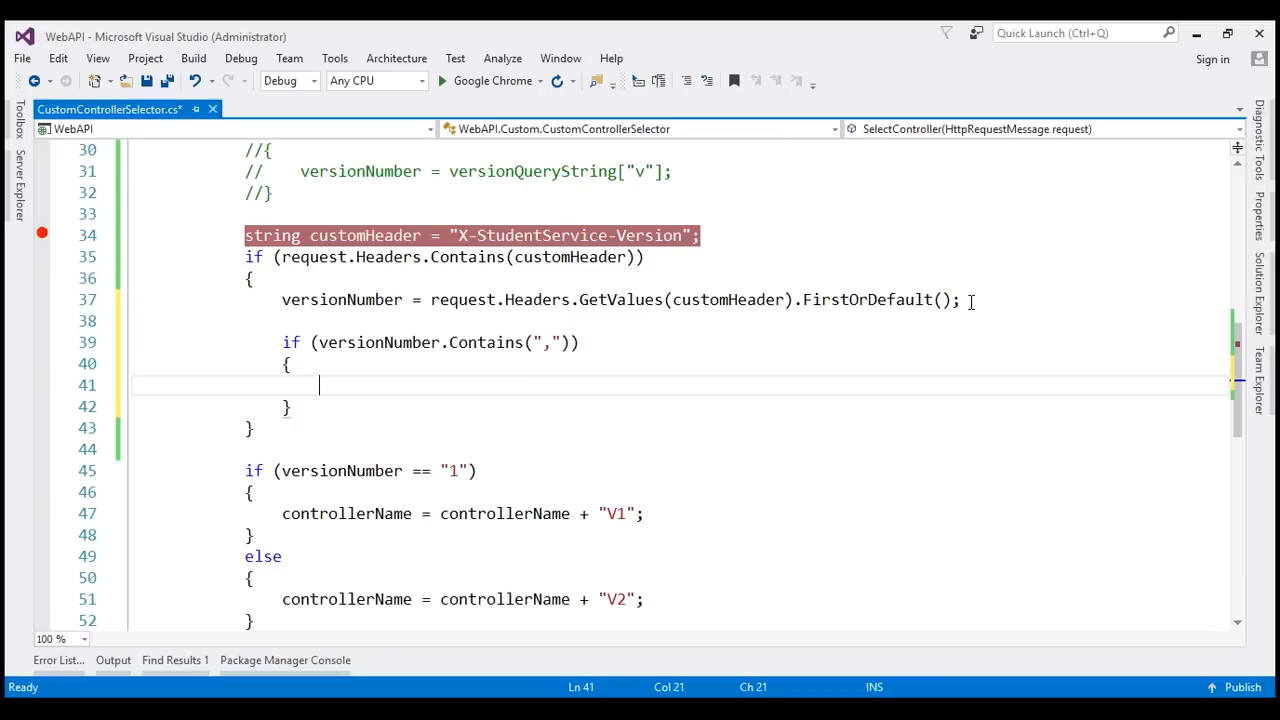 WebAPI - Microsoft Visual Studio (Administrator)
Quick Launch (Ctrl+Q)
File Edit View Project Build Debug Team Tools Architecture Test Analyze Window Help
Sign in
Debug Any CPU Google Chrome
CustomControllerSelector.cs*
WebAPI WebAPI.Custom.CustomControllerSelector SelectController(HttpRequestMessage request)
Toolbox
Server Explorer
30 //{
31 // versionNumber = versionQueryString["v"];
32 //}
33
34 string customHeader = "X-StudentService-Version";
35 if (request.Headers.Contains(customHeader))
36 {
37 versionNumber = request.Headers.GetValues(customHeader).FirstOrDefault();
38
39 if (versionNumber.Contains(","))
40 {
41
42 }
43 }
44
45 if (versionNumber == "1")
46 {
47 controllerName = controllerName + "V1";
48 }
49 else
50 {
51 controllerName = controllerName + "V2";
52 }
Diagnostic Tools
Properties
Solution Explorer
Team Explorer
100 %
Error List... Output Find Results 1 Package Manager Console
Ready Ln 41 Col 21 Ch 21 INS Publish